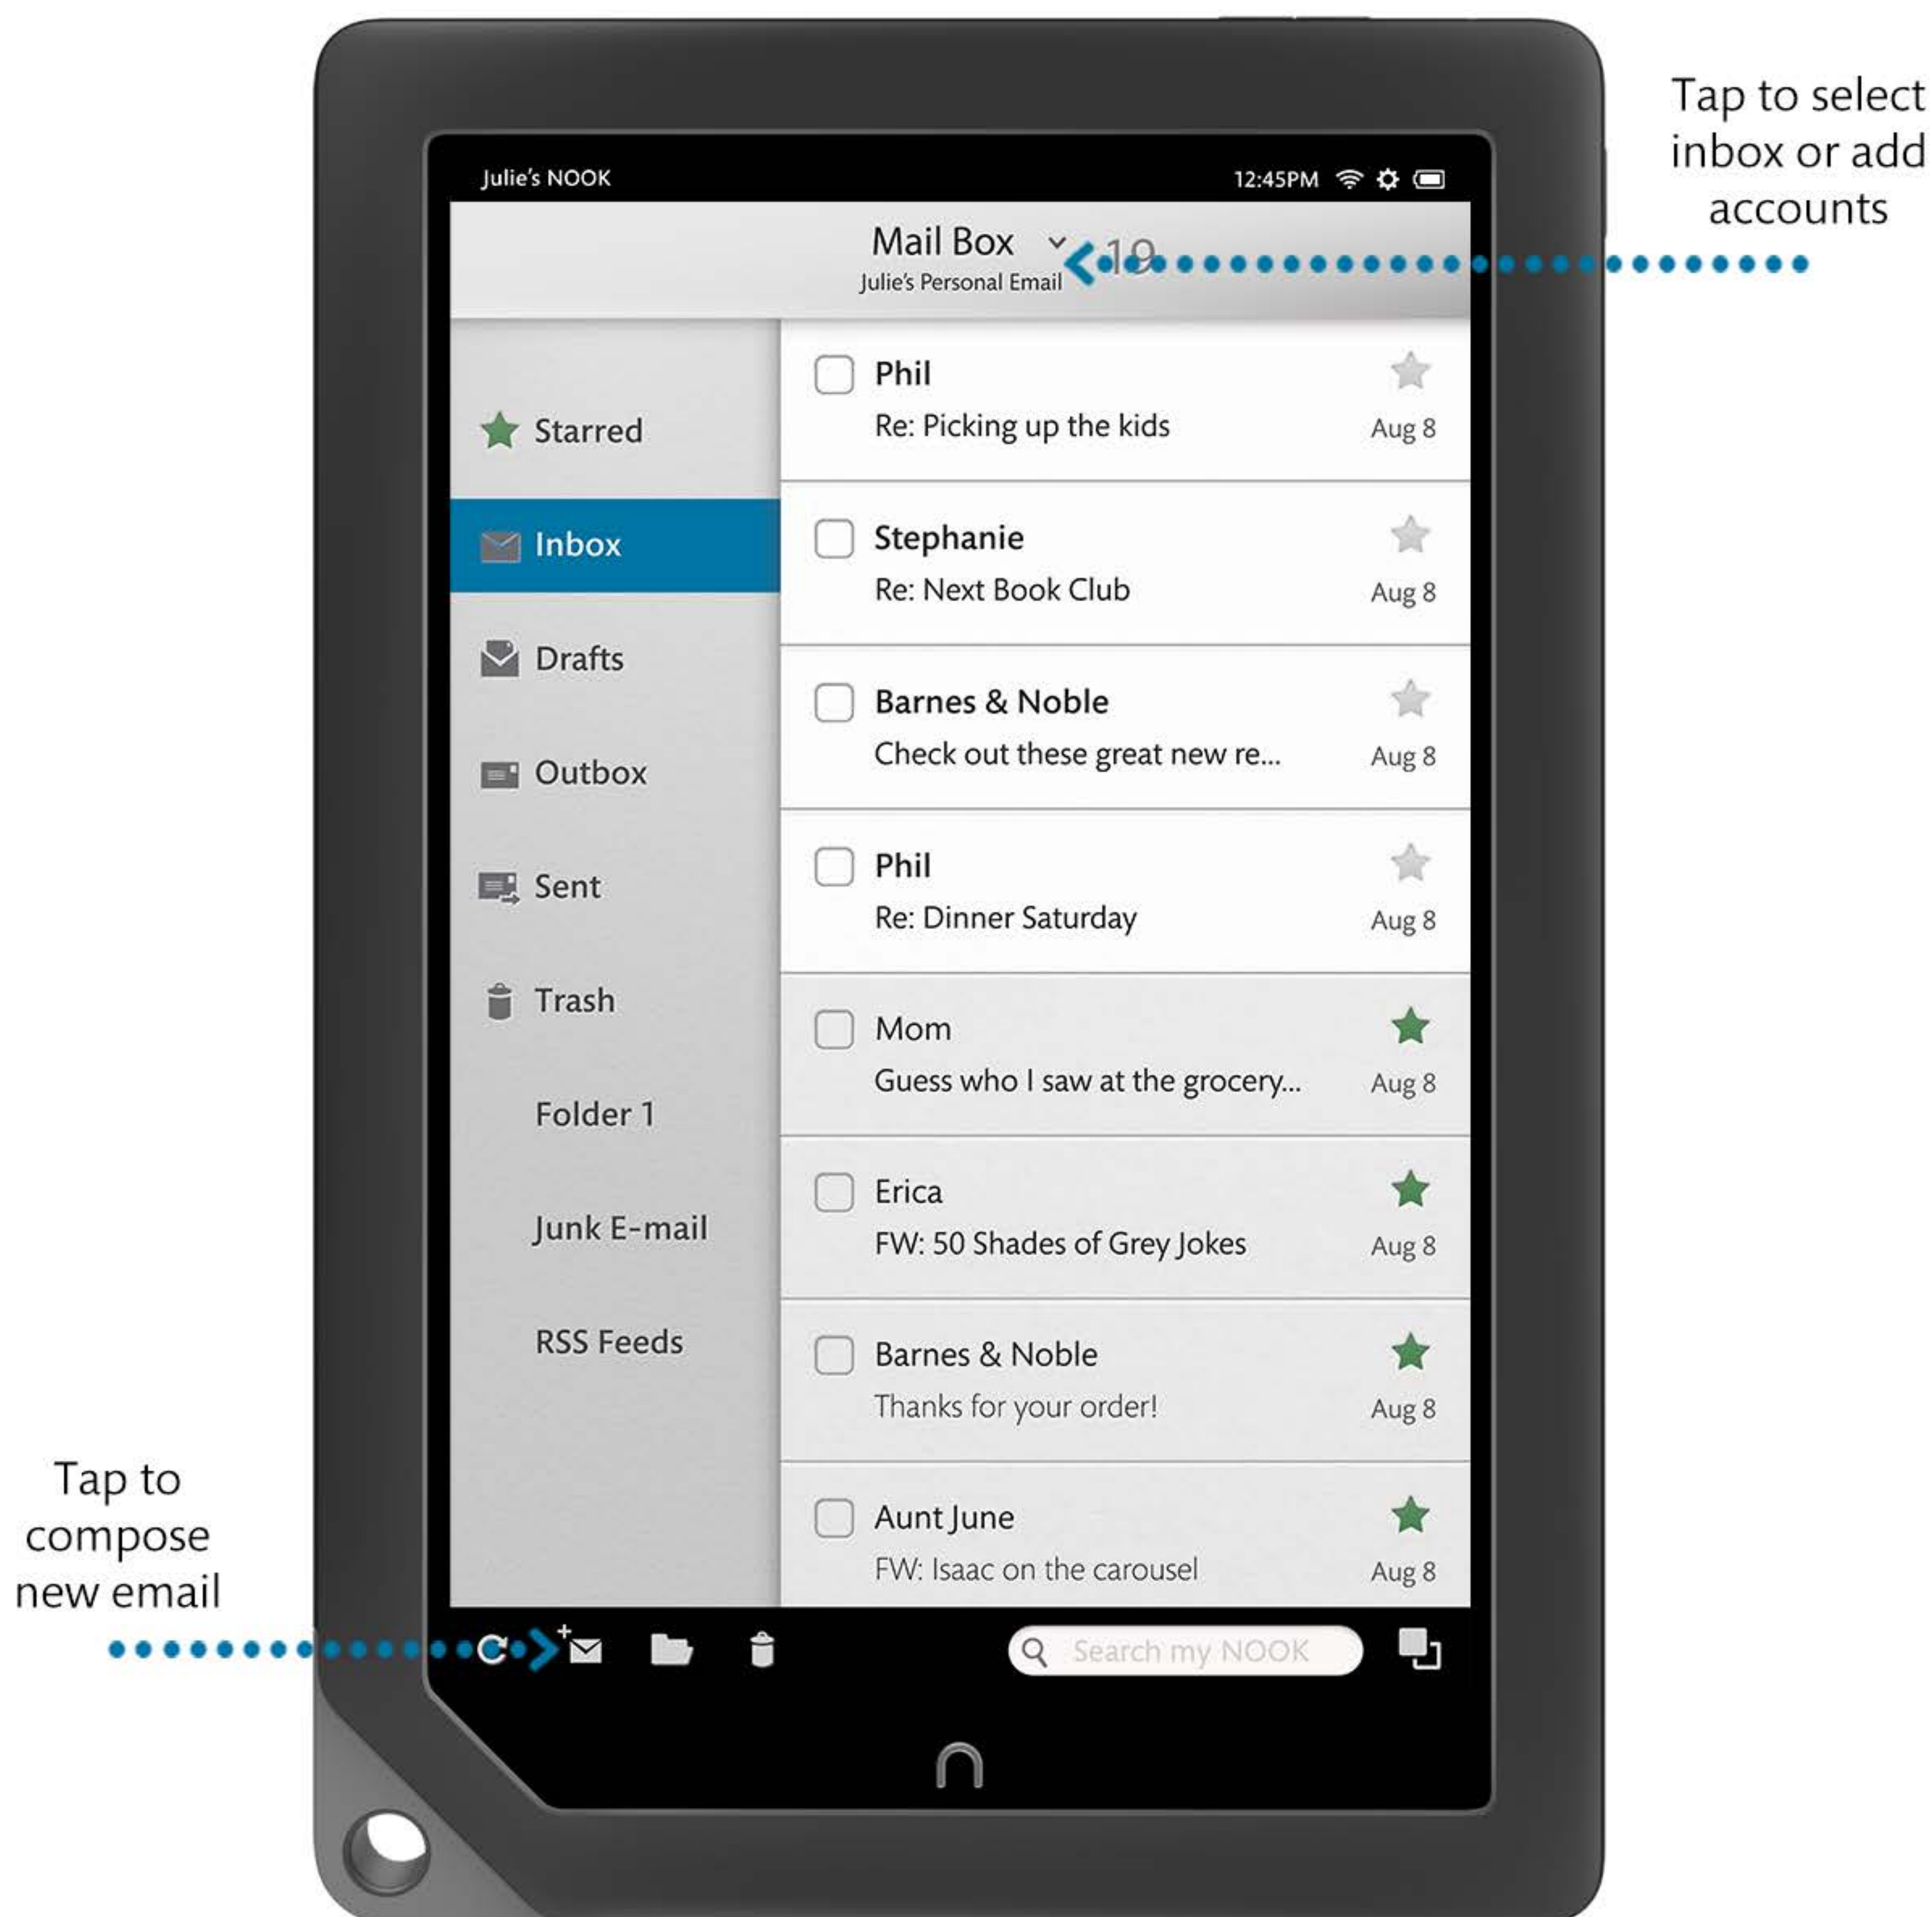 Tap to select
inbox or add
accounts
Julie's NOOK
12:45PM
Mail Box
19
Julie's Personal Email
Starred
Inbox
Drafts
Outbox
Sent
Trash
Folder 1
Junk E-mail
RSS Feeds
Phil
Re: Picking up the kids
Aug 8
Stephanie
Re: Next Book Club
Aug 8
Barnes & Noble
Check out these great new re...
Aug 8
Phil
Re: Dinner Saturday
Aug 8
Mom
Guess who I saw at the grocery...
Aug 8
Erica
FW: 50 Shades of Grey Jokes
Aug 8
Barnes & Noble
Thanks for your order!
Aug 8
Aunt June
FW: Isaac on the carousel
Aug 8
Tap to
compose
new email
Search my NOOK